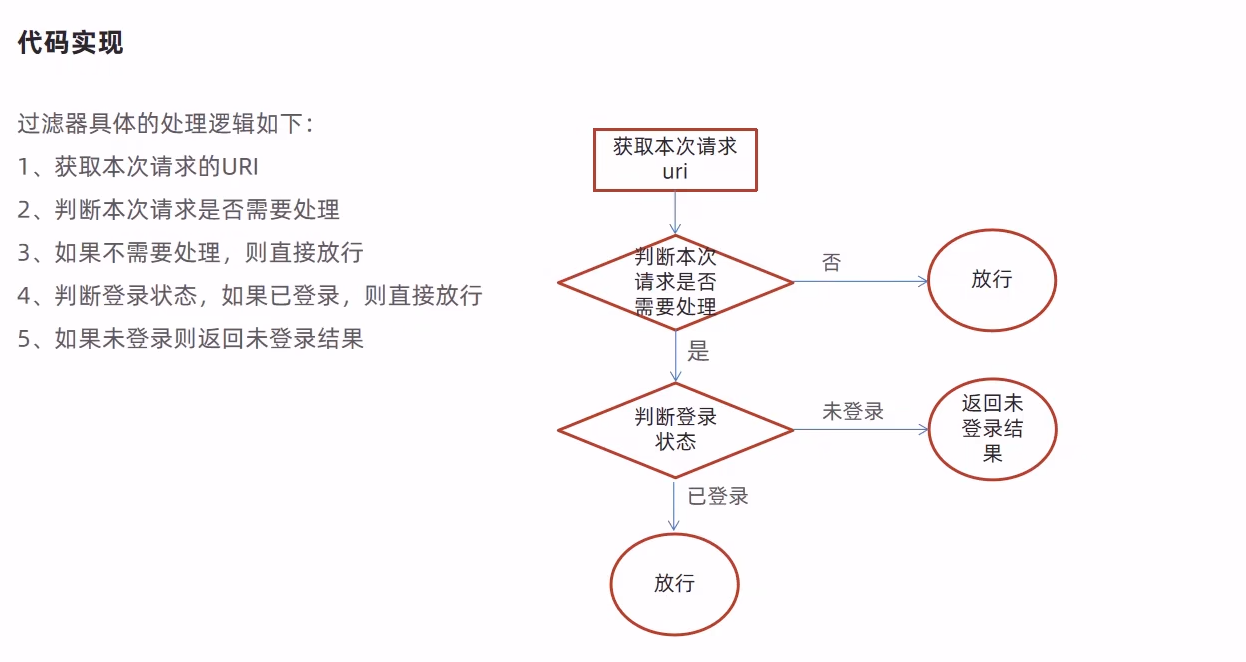 代码实现
过滤器具体的处理逻辑如下：
1、获取本次请求的URI
2、判断本次请求是否需要处理
3、如果不需要处理，则直接放行
4、判断登录状态，如果已登录，则直接放行
5、如果未登录则返回未登录结果
获取本次请求
uri
判断本次
请求是否
需要处理
否
放行
是
判断登录
状态
未登录
返回未
登录结
果
已登录
放行